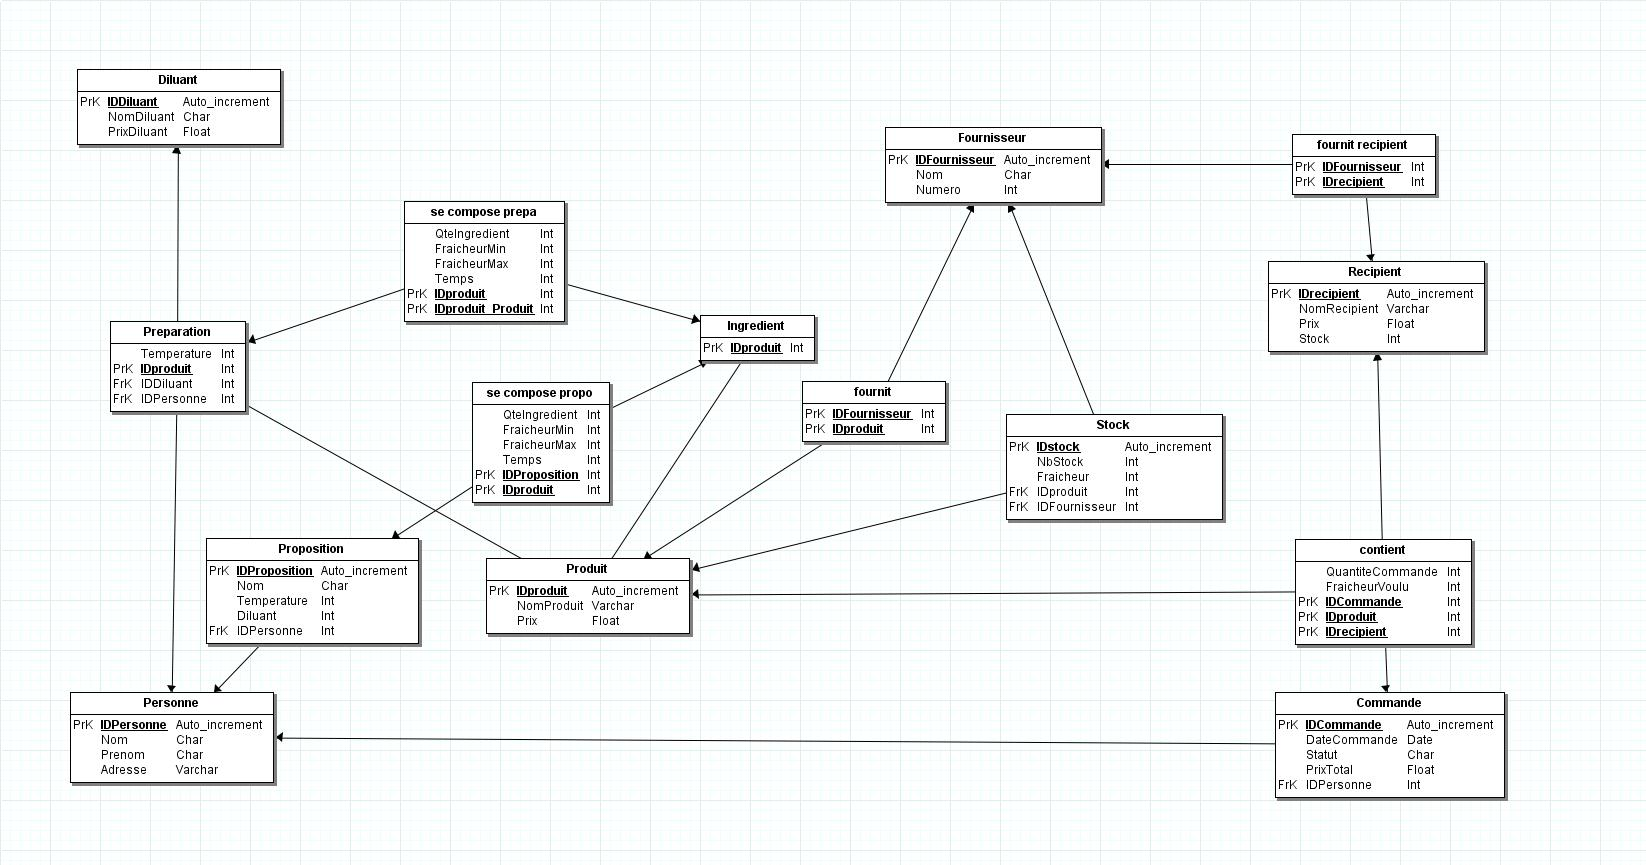 Diluant
PrK IDDiluant Auto_increment
NomDiluant Char
PrixDiluant Float
Fournisseur
PrK IDFournisseur Auto_increment
Nom Char
Numero Int
fournit recipient
PrK IDFournisseur Int
PrK IDrecipient Int
se compose prepa
QteIngredient Int
FraicheurMin Int
FraicheurMax Int
Temps Int
PrK IDproduit Int
PrK IDproduit_Produit Int
Recipient
PrK IDrecipient Auto_increment
NomRecipient Varchar
Prix Float
Stock Int
Preparation
Temperature Int
PrK IDproduit Int
FrK IDDiluant Int
FrK IDPersonne Int
Ingredient
PrK IDproduit Int
se compose propo
QteIngredient Int
FraicheurMin Int
FraicheurMax Int
Temps Int
PrK IDProposition Int
PrK IDproduit Int
fournit
PrK IDFournisseur Int
PrK IDproduit Int
Stock
PrK IDstock Auto_increment
NbStock Int
Fraicheur Int
FrK IDproduit Int
FrK IDFournisseur Int
Proposition
PrK IDProposition Auto_increment
Nom Char
Temperature Int
Diluant Int
FrK IDPersonne Int
Produit
PrK IDproduit Auto_increment
NomProduit Varchar
Prix Float
contient
QuantiteCommande Int
FraicheurVoulu Int
PrK IDCommande Int
PrK IDproduit Int
PrK IDrecipient Int
Personne
PrK IDPersonne Auto_increment
Nom Char
Prenom Char
Adresse Varchar
Commande
PrK IDCommande Auto_increment
DateCommande Date
Statut Char
PrixTotal Float
FrK IDPersonne Int